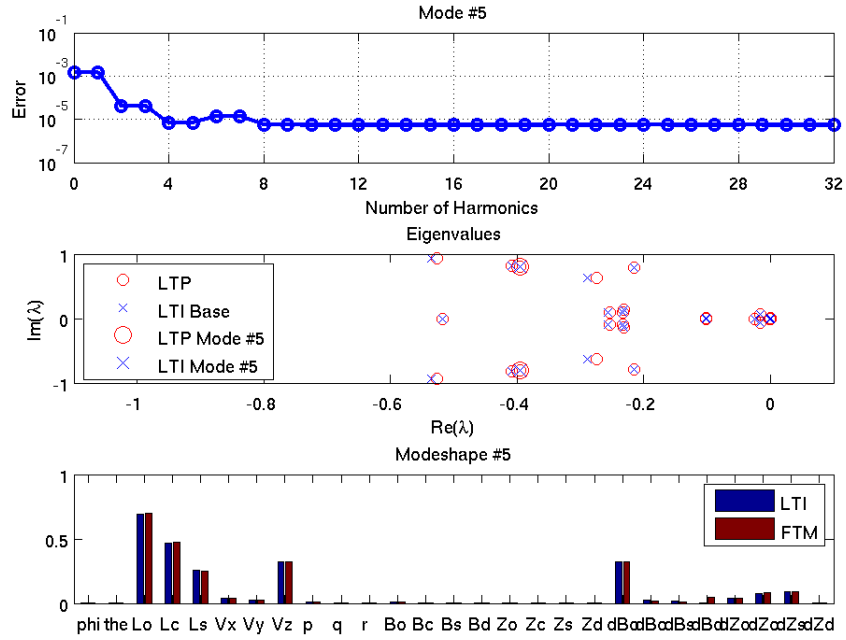 Mode #5
10^-1
10^-3
10^-5
10^-7
Error
0 4 8 12 16 20 24 28 32
Number of Harmonics
Eigenvalues
1
0
-1
Im(λ)
LTP
LTI Base
LTP Mode #5
LTI Mode #5
-1 -0.8 -0.6 -0.4 -0.2 0
Re(λ)
Modeshape #5
1
0.5
0
LTI
FTM
phi the Lo Lc Ls Vx Vy Vz p q r Bo Bc Bs Bd Zo Zc Zs Zd